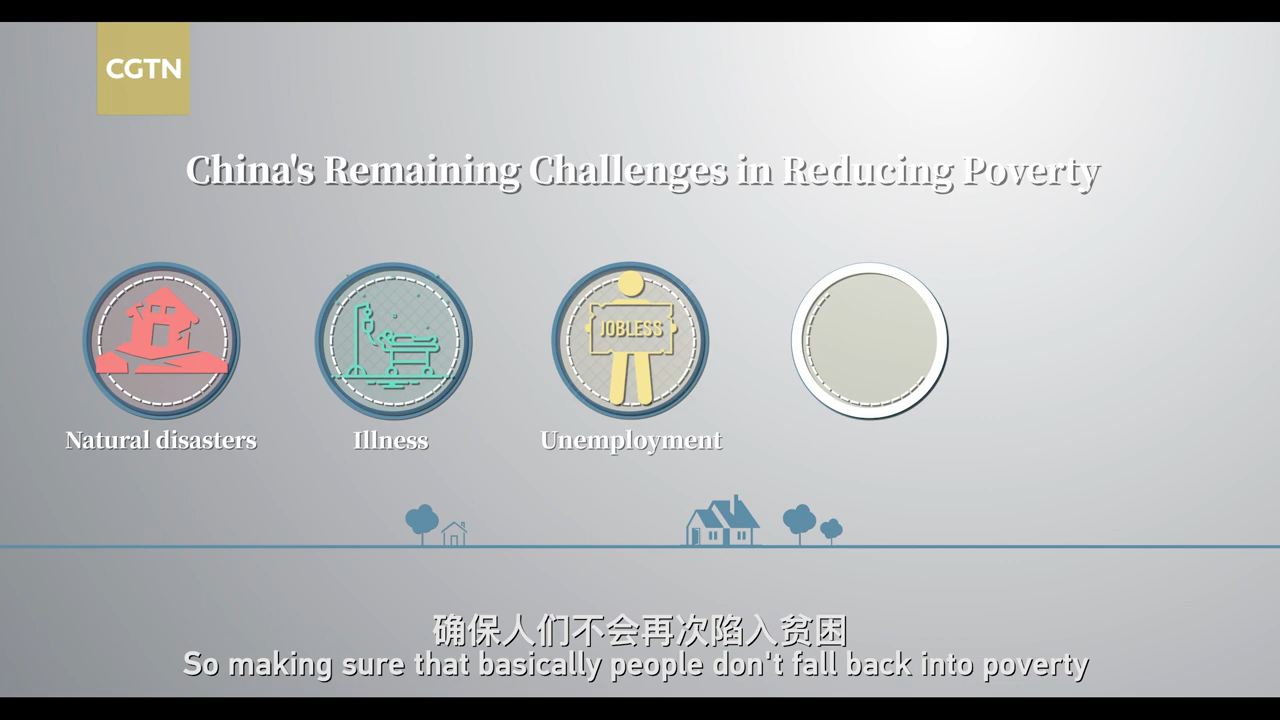 CGTN
China's Remaining Challenges in Reducing Poverty
JOBLESS
Natural disasters
Illness
Unemployment
确保人们不会再次陷入贫困
So making sure that basically people don't fall back into poverty